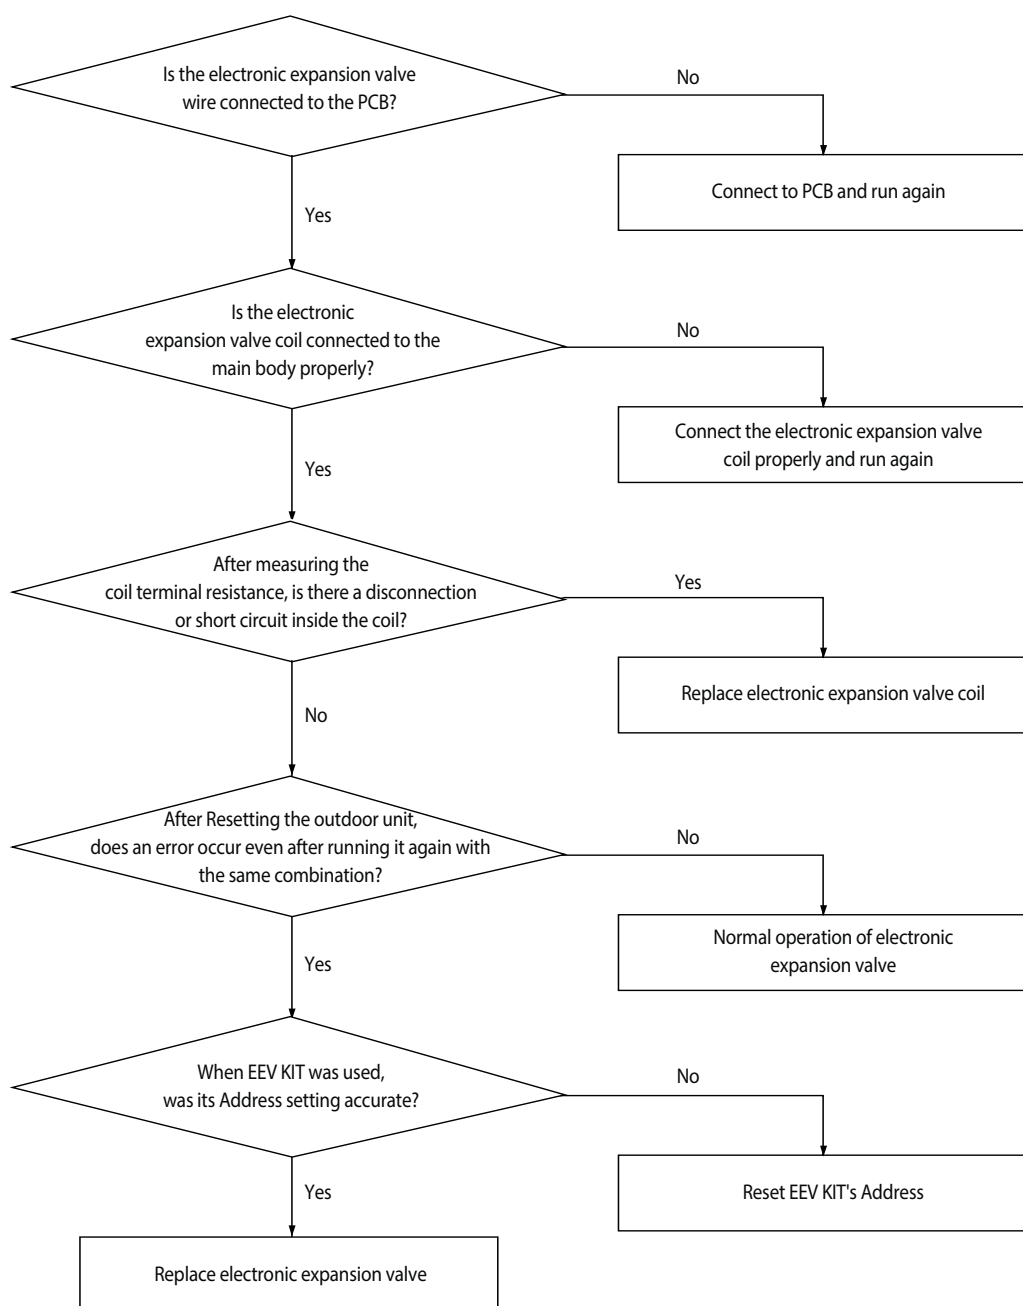 Is the electronic expansion valve
wire connected to the PCB?
No
Connect to PCB and run again
Yes
Is the electronic
expansion valve coil connected to the
main body properly?
No
Connect the electronic expansion valve
coil properly and run again
Yes
After measuring the
coil terminal resistance, is there a disconnection
or short circuit inside the coil?
Yes
Replace electronic expansion valve coil
No
After Resetting the outdoor unit,
does an error occur even after running it again with
the same combination?
No
Normal operation of electronic
expansion valve
Yes
When EEV KIT was used,
was its Address setting accurate?
No
Reset EEV KIT's Address
Yes
Replace electronic expansion valve